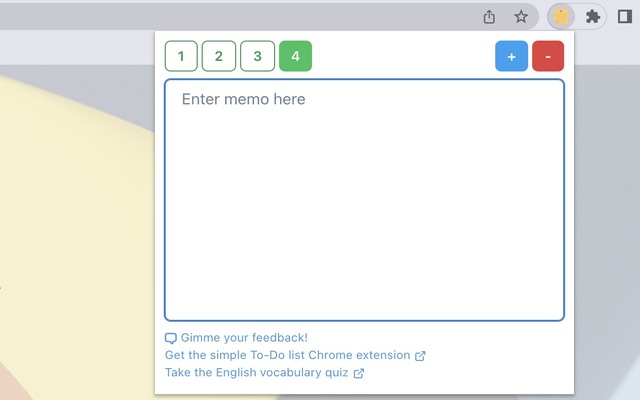 1 2 3 4 + -
Enter memo here
Gimme your feedback!
Get the simple To-Do list Chrome extension
Take the English vocabulary quiz